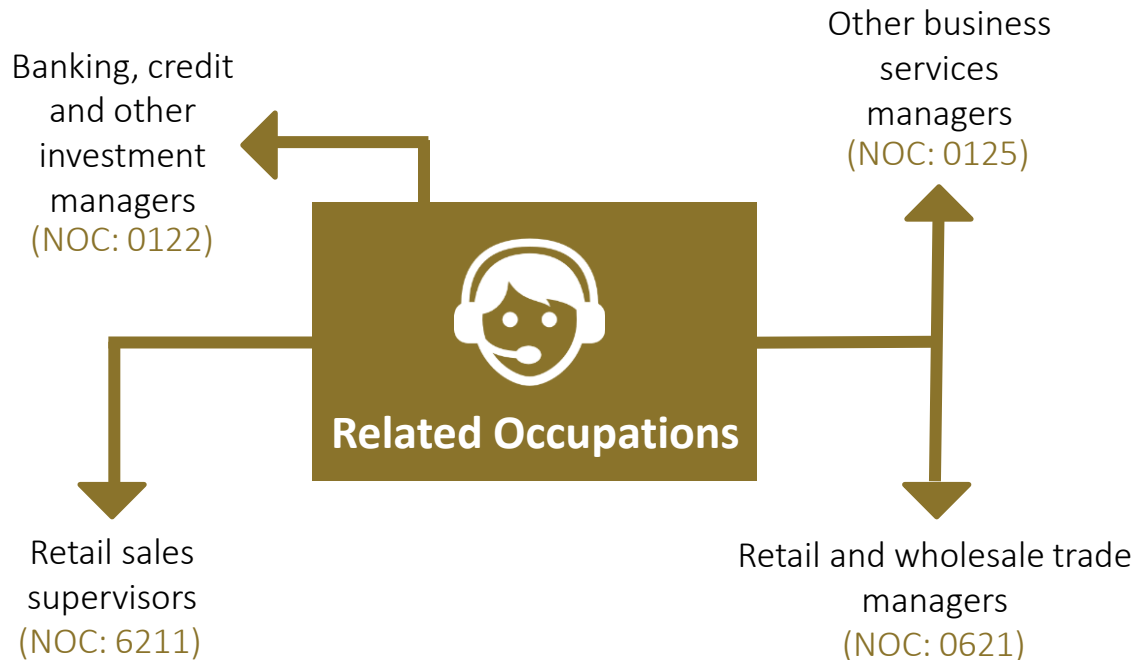 Banking, credit
and other
investment
managers
(NOC: 0122)
Other business
services
managers
(NOC: 0125)
Related Occupations
Retail sales
supervisors
(NOC: 6211)
Retail and wholesale trade
managers
(NOC: 0621)